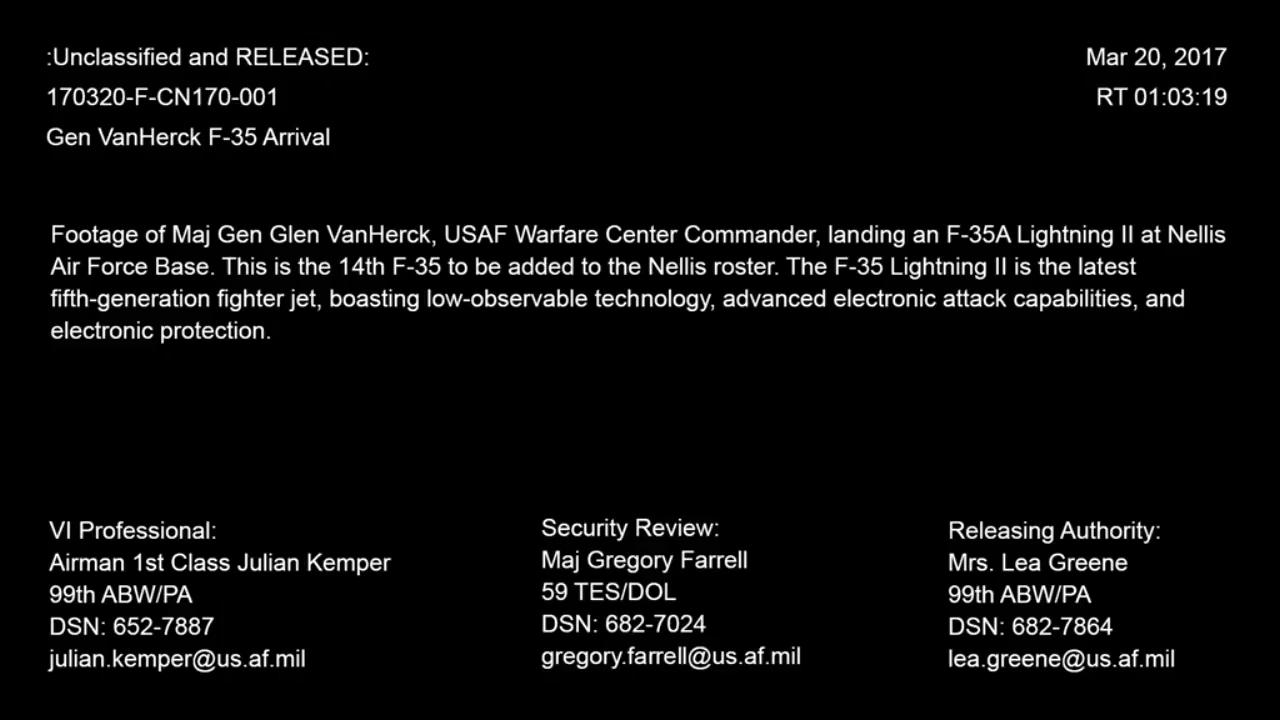 :Unclassified and RELEASED:
Mar 20, 2017
170320-F-CN170-001
RT 01:03:19
Gen VanHerck F-35 Arrival
Footage of Maj Gen Glen VanHerck, USAF Warfare Center Commander, landing an F-35A Lightning II at Nellis
Air Force Base. This is the 14th F-35 to be added to the Nellis roster. The F-35 Lightning II is the latest
fifth-generation fighter jet, boasting low-observable technology, advanced electronic attack capabilities, and
electronic protection.
VI Professional:
Airman 1st Class Julian Kemper
99th ABW/PA
DSN: 652-7887
julian.kemper@us.af.mil
Security Review:
Maj Gregory Farrell
59 TES/DOL
DSN: 682-7024
gregory.farrell@us.af.mil
Releasing Authority:
Mrs. Lea Greene
99th ABW/PA
DSN: 682-7864
lea.greene@us.af.mil